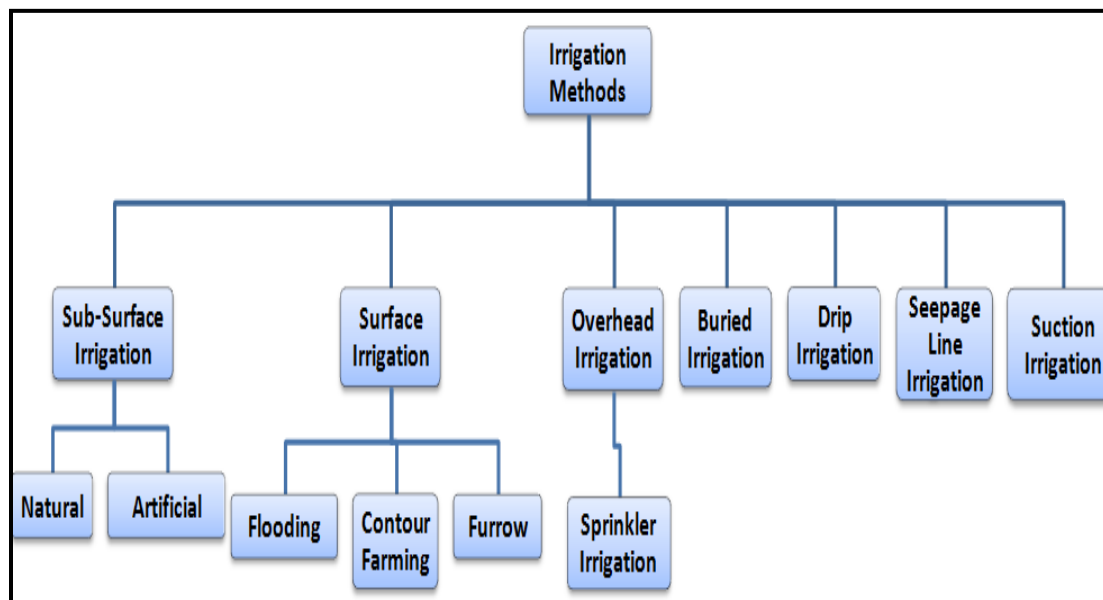 Irrigation
Methods
Sub-Surface
Irrigation
Surface
Irrigation
Overhead
Irrigation
Buried
Irrigation
Drip
Irrigation
Seepage
Line
Irrigation
Suction
Irrigation
Natural
Artificial
Flooding
Contour
Farming
Furrow
Sprinkler
Irrigation